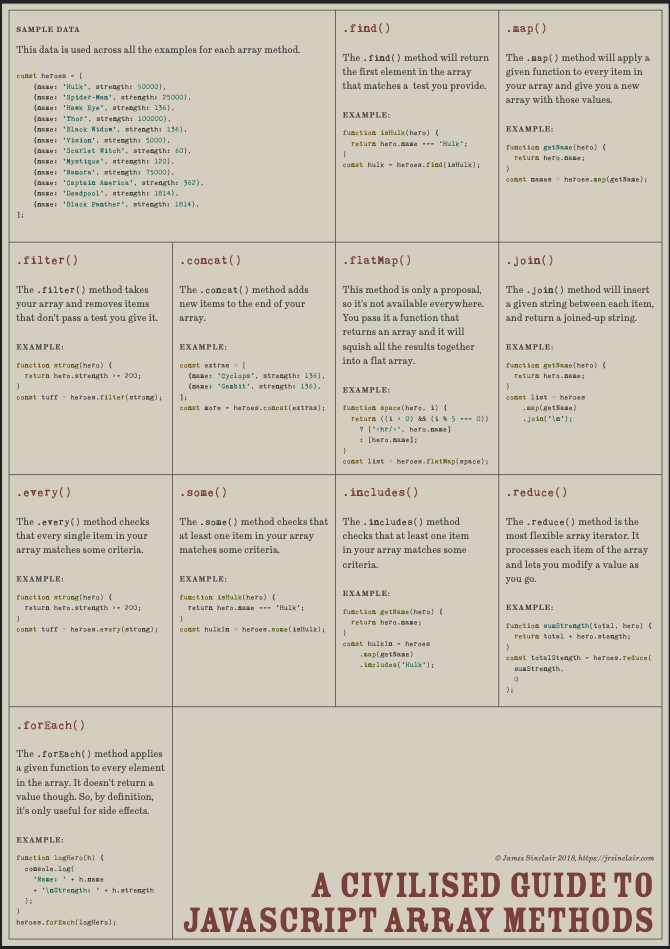 SAMPLE DATA
This data is used across all the examples for each array method.
const heroes = [
{name: 'Hulk', strength: 90000},
{name: 'Spider-Man', strength: 25000},
{name: 'Hawk Eye', strength: 136},
{name: 'Thor', strength: 100000},
{name: 'Black Widow', strength: 136},
{name: 'Vision', strength: 5000},
{name: 'Scarlet Witch', strength: 60},
{name: 'Mystique', strength: 120},
{name: 'Namora', strength: 75000},
{name: 'Captain America', strength: 362},
{name: 'Deadpool', strength: 1814},
{name: 'Black Panther', strength: 1814},
];
.find()
The .find() method will return
the first element in the array
that matches a test you provide.
EXAMPLE:
function isHulk(hero) {
return hero.name === 'Hulk';
}
const hulk = heroes.find(isHulk);
.map()
The .map() method will apply a
given function to every item in
your array and give you a new
array with those values.
EXAMPLE:
function getName(hero) {
return hero.name;
}
const names = heroes.map(getName);
.filter()
The .filter() method takes
your array and removes items
that don't pass a test you give it.
EXAMPLE:
function strong(hero) {
return hero.strength >= 200;
}
const tuff = heroes.filter(strong);
.concat()
The .concat() method adds
new items to the end of your
array.
EXAMPLE:
const extras = [
{name: 'Cyclops', strength: 136},
{name: 'Gambit', strength: 136},
];
const more = heroes.concat(extras);
.flatMap()
This method is only a proposal,
so it's not available everywhere.
You pass it a function that
returns an array and it will
squish all the results together
into a flat array.
EXAMPLE:
function space(hero, i) {
return ((i > 0) && (i % 5 === 0))
? ["<hr/>", hero.name]
: [hero.name];
}
const list = heroes.flatMap(space);
.join()
The .join() method will insert
a given string between each item,
and return a joined-up string.
EXAMPLE:
function getName(hero) {
return hero.name;
}
const list = heroes
.map(getName)
.join('\n');
.every()
The .every() method checks
that every single item in your
array matches some criteria.
EXAMPLE:
function strong(hero) {
return hero.strength >= 200;
}
const tuff = heroes.every(strong);
.some()
The .some() method checks that
at least one item in your array
matches some criteria.
EXAMPLE:
function isHulk(hero) {
return hero.name === 'Hulk';
}
const hulkIn = heroes.some(isHulk);
.includes()
The .includes() method
checks that at least one item
in your array matches some
criteria.
EXAMPLE:
function getName(hero) {
return hero.name;
}
const hulkIn = heroes
.map(getName)
.includes('Hulk');
.reduce()
The .reduce() method is the
most flexible array iterator. It
processes each item of the array
and lets you modify a value as
you go.
EXAMPLE:
function sumStrength(total, hero) {
return total + hero.stength;
}
const totalStength = heroes.reduce(
sumStrength,
0
);
.forEach()
The .forEach() method applies
a given function to every element
in the array. It doesn't return a
value though. So, by definition,
it's only useful for side effects.
EXAMPLE:
function logHero(h) {
console.log(
'Name: ' + h.name
+ '\nStrength: ' + h.strength
);
}
heroes.forEach(logHero);
© James Sinclair 2018, https://jrsinclair.com
A CIVILISED GUIDE TO
JAVASCRIPT ARRAY METHODS